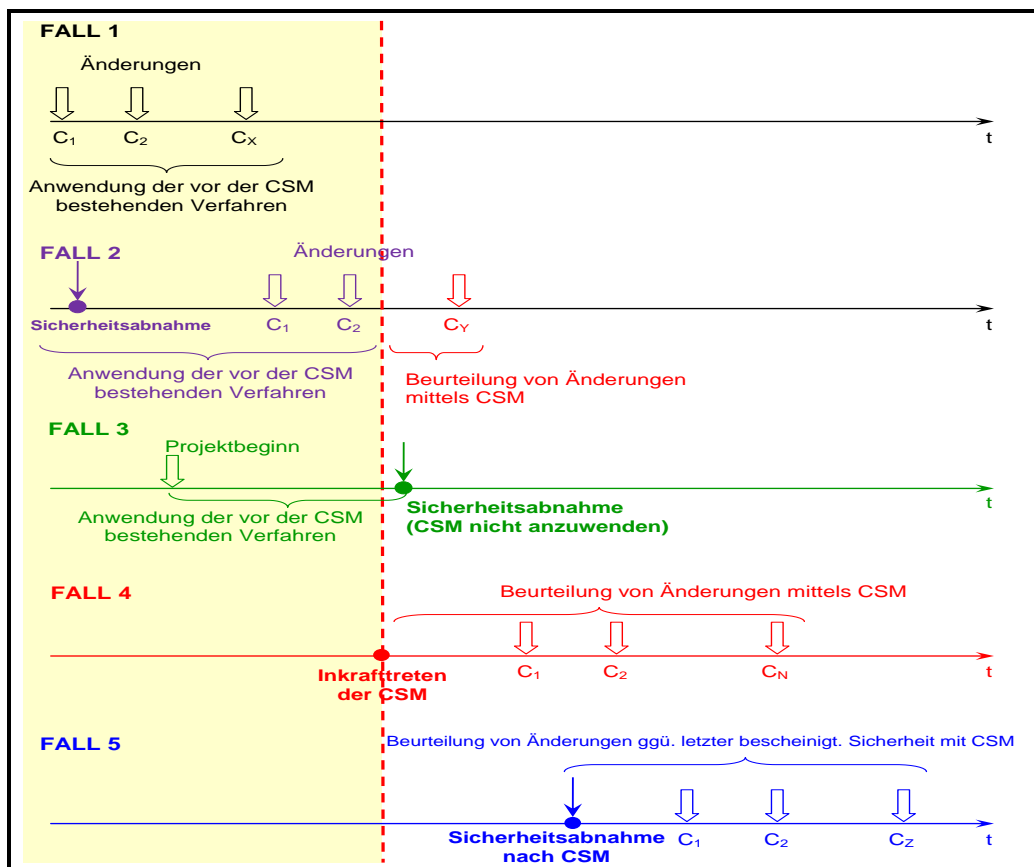 FALL 1
Änderungen
C₁ C₂ Cₓ t
Anwendung der vor der CSM
bestehenden Verfahren
FALL 2
Änderungen
Sicherheitsabnahme C₁ C₂ C_Y t
Anwendung der vor der CSM
bestehenden Verfahren
Beurteilung von Änderungen
mittels CSM
FALL 3
Projektbeginn
t
Anwendung der vor der CSM
bestehenden Verfahren
Sicherheitsabnahme
(CSM nicht anzuwenden)
FALL 4
Beurteilung von Änderungen mittels CSM
Inkrafttreten
der CSM
C₁ C₂ C_N t
FALL 5
Beurteilung von Änderungen ggü. letzter bescheinigt. Sicherheit mit CSM
Sicherheitsabnahme
nach CSM
C₁ C₂ C_Z t